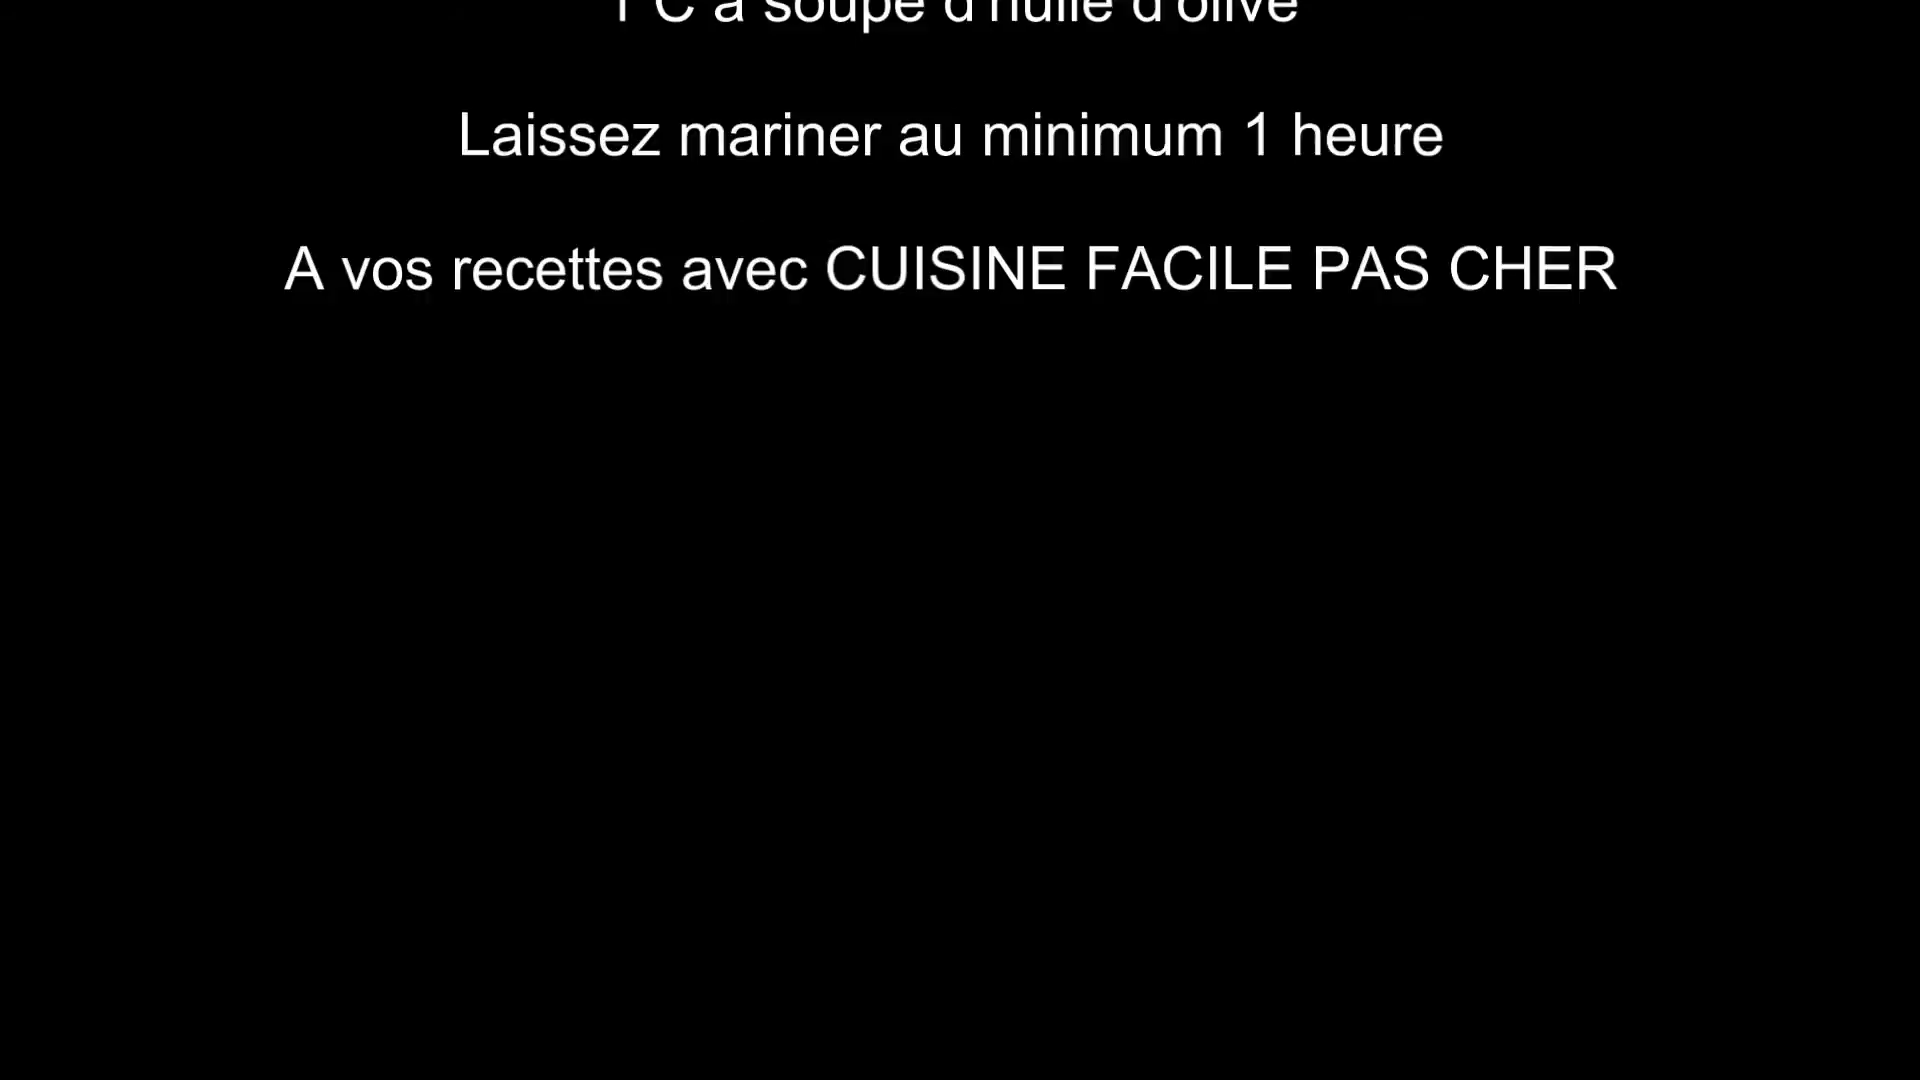 1 C à soupe d'huile d'olive
Laissez mariner au minimum 1 heure
A vos recettes avec CUISINE FACILE PAS CHER